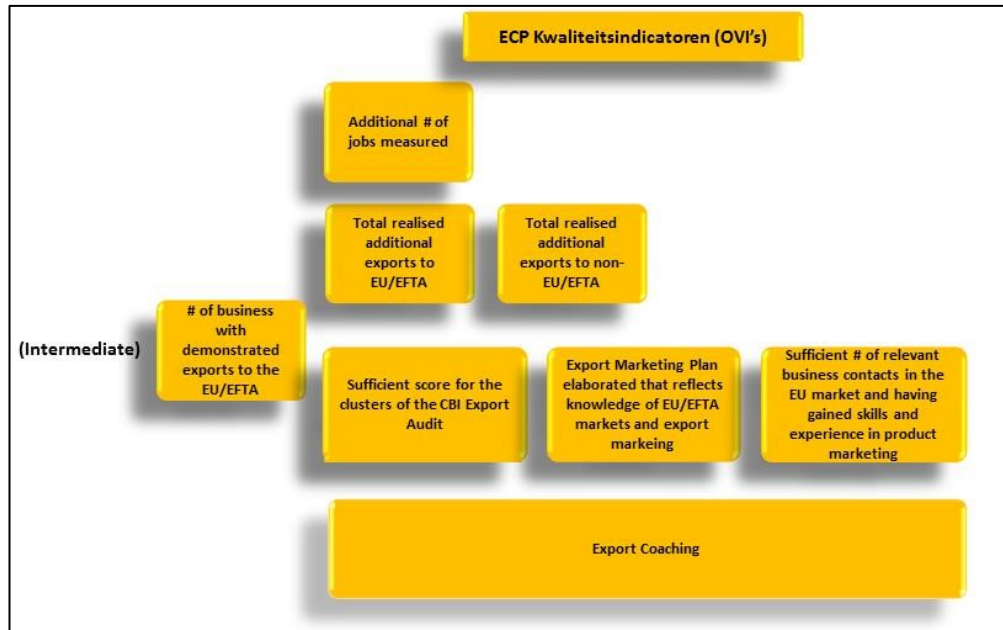 ECP Kwaliteitsindicatoren (OVI's)
Additional # of
jobs measured
Total realised
additional
exports to
EU/EFTA
Total realised
additional
exports to non-
EU/EFTA
(Intermediate)
# of business
with
demonstrated
exports to the
EU/EFTA
Sufficient score for the
clusters of the CBI Export
Audit
Export Marketing Plan
elaborated that reflects
knowledge of EU/EFTA
markets and export
markeing
Sufficient # of relevant
business contacts in the
EU market and having
gained skills and
experience in product
marketing
Export Coaching